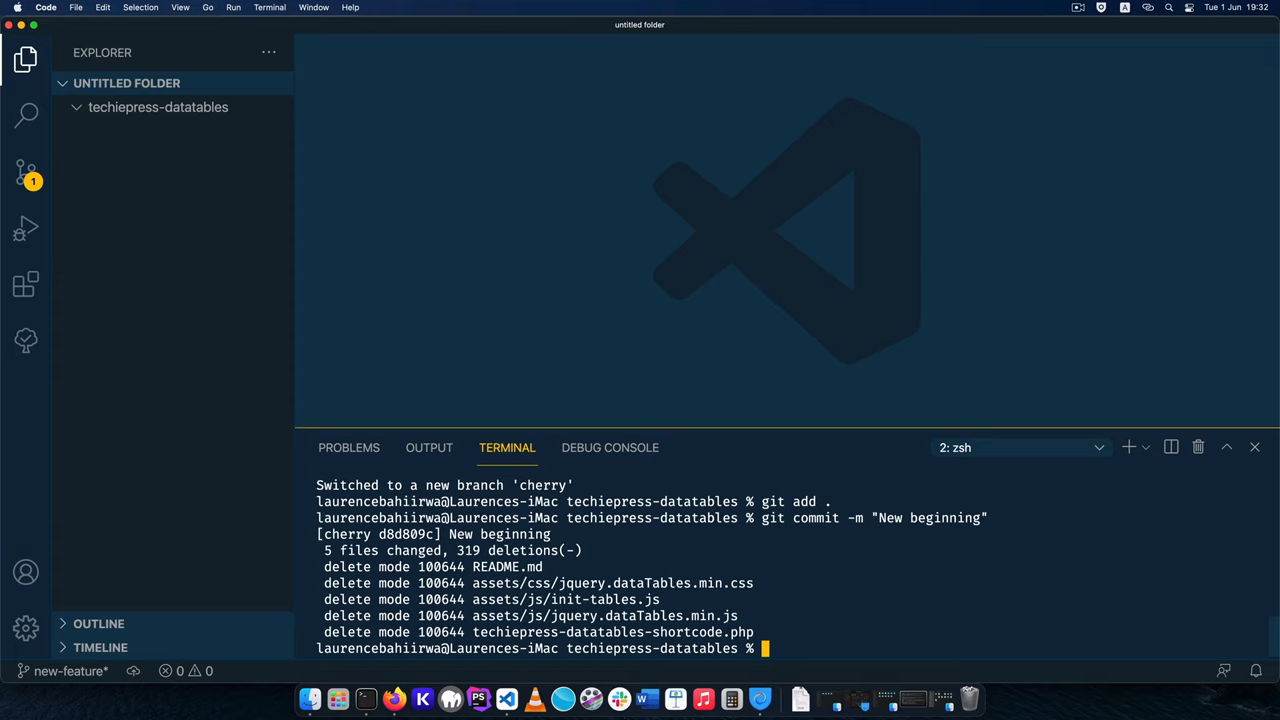 Code File Edit Selection View Go Run Terminal Window Help
A Tue 1 Jun 19:32
untitled folder
EXPLORER
UNTITLED FOLDER
techiepress-datatables
1
PROBLEMS OUTPUT TERMINAL DEBUG CONSOLE 2: zsh
Switched to a new branch 'cherry'
laurencebahiirwa@Laurences-iMac techiepress-datatables % git add .
laurencebahiirwa@Laurences-iMac techiepress-datatables % git commit -m "New beginning"
[cherry d8d809c] New beginning
5 files changed, 319 deletions(-)
delete mode 100644 README.md
delete mode 100644 assets/css/jquery.dataTables.min.css
delete mode 100644 assets/js/init-tables.js
delete mode 100644 assets/js/jquery.dataTables.min.js
delete mode 100644 techiepress-datatables-shortcode.php
laurencebahiirwa@Laurences-iMac techiepress-datatables %
OUTLINE
TIMELINE
new-feature* 0 0
K PS W